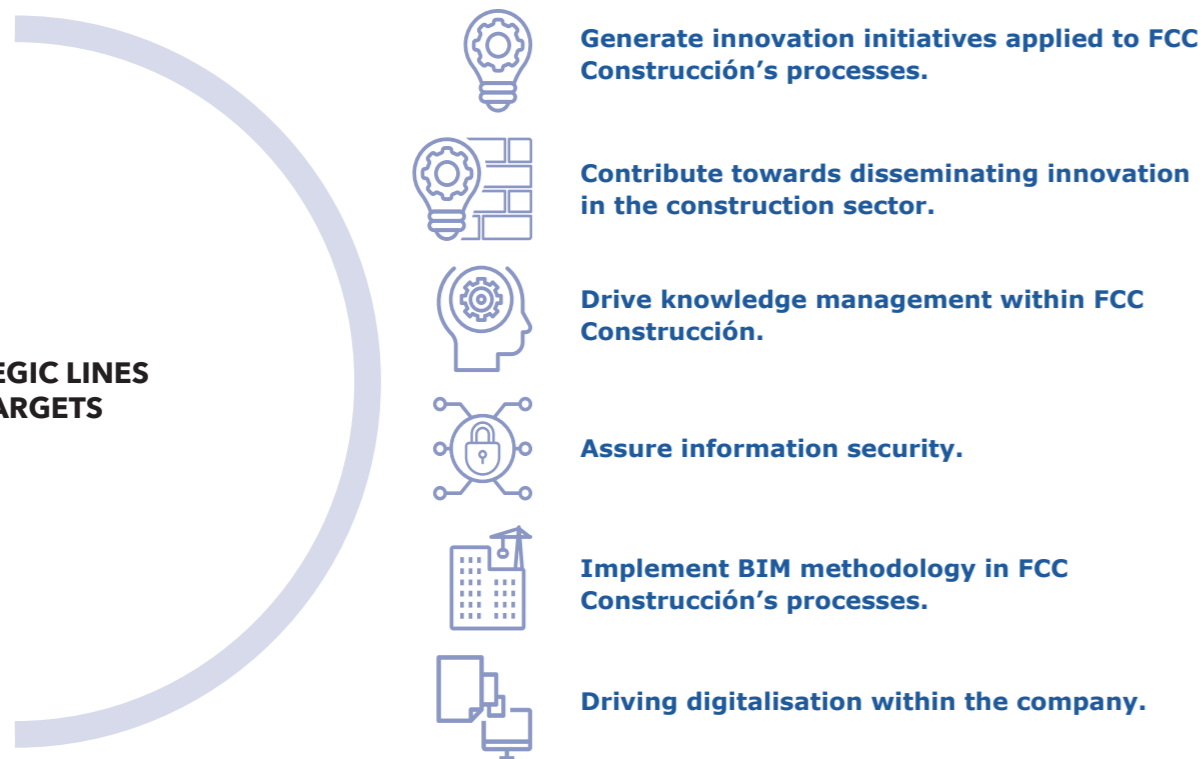 EGIC LINES
ARGETS
Generate innovation initiatives applied to FCC
Construcción’s processes.
Contribute towards disseminating innovation
in the construction sector.
Drive knowledge management within FCC
Construcción.
Assure information security.
Implement BIM methodology in FCC
Construcción’s processes.
Driving digitalisation within the company.